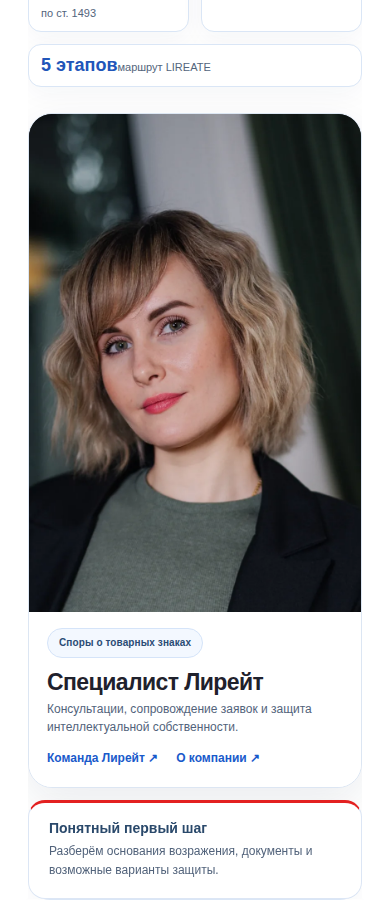 по ст. 1493
5 этапов маршрут LIREATE
Споры о товарных знаках
Специалист Лирейт
Консультации, сопровождение заявок и защита
интеллектуальной собственности.
Команда Лирейт ↗ О компании ↗
Понятный первый шаг
Разберём основания возражения, документы и
возможные варианты защиты.